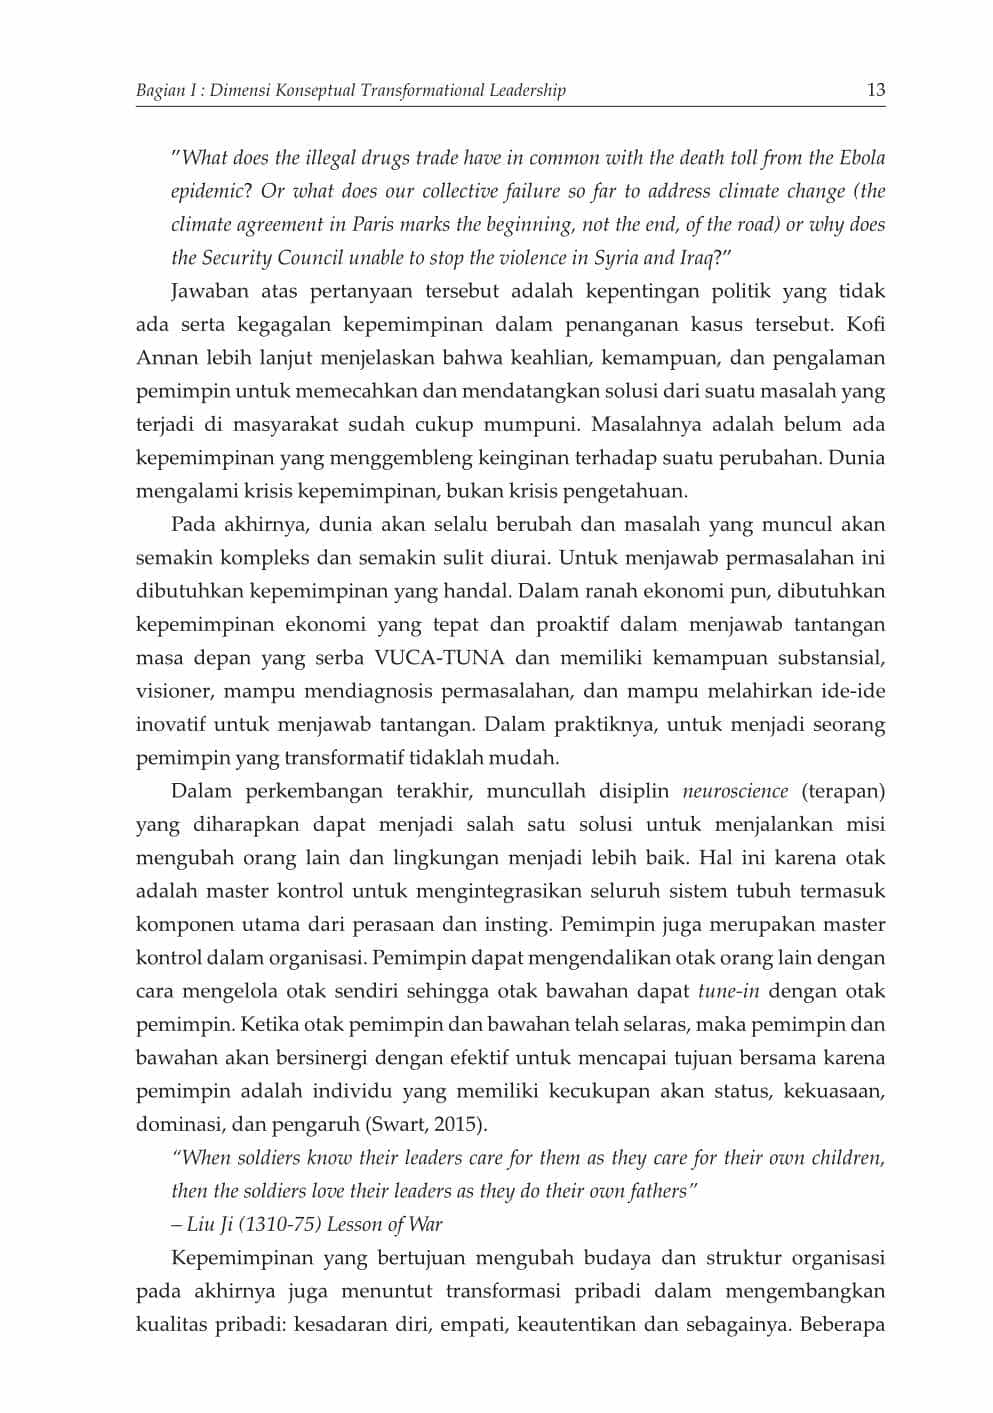 Bagian I : Dimensi Konseptual Transformational Leadership 13
”What does the illegal drugs trade have in common with the death toll from the Ebola
epidemic? Or what does our collective failure so far to address climate change (the
climate agreement in Paris marks the beginning, not the end, of the road) or why does
the Security Council unable to stop the violence in Syria and Iraq?”
Jawaban atas pertanyaan tersebut adalah kepentingan politik yang tidak
ada serta kegagalan kepemimpinan dalam penanganan kasus tersebut. Kofi
Annan lebih lanjut menjelaskan bahwa keahlian, kemampuan, dan pengalaman
pemimpin untuk memecahkan dan mendatangkan solusi dari suatu masalah yang
terjadi di masyarakat sudah cukup mumpuni. Masalahnya adalah belum ada
kepemimpinan yang menggembleng keinginan terhadap suatu perubahan. Dunia
mengalami krisis kepemimpinan, bukan krisis pengetahuan.
Pada akhirnya, dunia akan selalu berubah dan masalah yang muncul akan
semakin kompleks dan semakin sulit diurai. Untuk menjawab permasalahan ini
dibutuhkan kepemimpinan yang handal. Dalam ranah ekonomi pun, dibutuhkan
kepemimpinan ekonomi yang tepat dan proaktif dalam menjawab tantangan
masa depan yang serba VUCA-TUNA dan memiliki kemampuan substansial,
visioner, mampu mendiagnosis permasalahan, dan mampu melahirkan ide-ide
inovatif untuk menjawab tantangan. Dalam praktiknya, untuk menjadi seorang
pemimpin yang transformatif tidaklah mudah.
Dalam perkembangan terakhir, muncullah disiplin neuroscience (terapan)
yang diharapkan dapat menjadi salah satu solusi untuk menjalankan misi
mengubah orang lain dan lingkungan menjadi lebih baik. Hal ini karena otak
adalah master kontrol untuk mengintegrasikan seluruh sistem tubuh termasuk
komponen utama dari perasaan dan insting. Pemimpin juga merupakan master
kontrol dalam organisasi. Pemimpin dapat mengendalikan otak orang lain dengan
cara mengelola otak sendiri sehingga otak bawahan dapat tune-in dengan otak
pemimpin. Ketika otak pemimpin dan bawahan telah selaras, maka pemimpin dan
bawahan akan bersinergi dengan efektif untuk mencapai tujuan bersama karena
pemimpin adalah individu yang memiliki kecukupan akan status, kekuasaan,
dominasi, dan pengaruh (Swart, 2015).
“When soldiers know their leaders care for them as they care for their own children,
then the soldiers love their leaders as they do their own fathers”
– Liu Ji (1310-75) Lesson of War
Kepemimpinan yang bertujuan mengubah budaya dan struktur organisasi
pada akhirnya juga menuntut transformasi pribadi dalam mengembangkan
kualitas pribadi: kesadaran diri, empati, keautentikan dan sebagainya. Beberapa